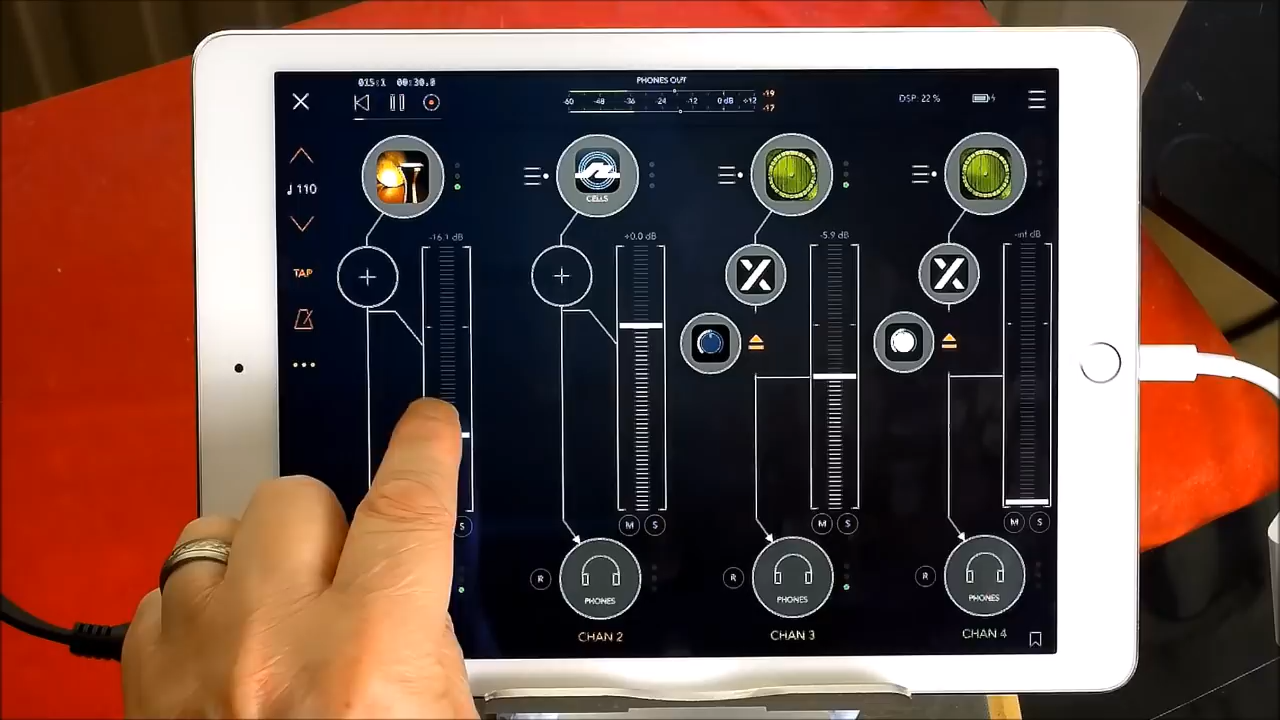 015:1 00:30.8
PHONES OUT
-60 -48 -36 -24 -12 0 dB +12
-19
-17
DSP: 22 %
110
TAP
CELLS
-16.1 dB
+0.0 dB
-5.9 dB
-inf dB
S
M S
M S
M S
R PHONES
R PHONES
R PHONES
CHAN 2
CHAN 3
CHAN 4